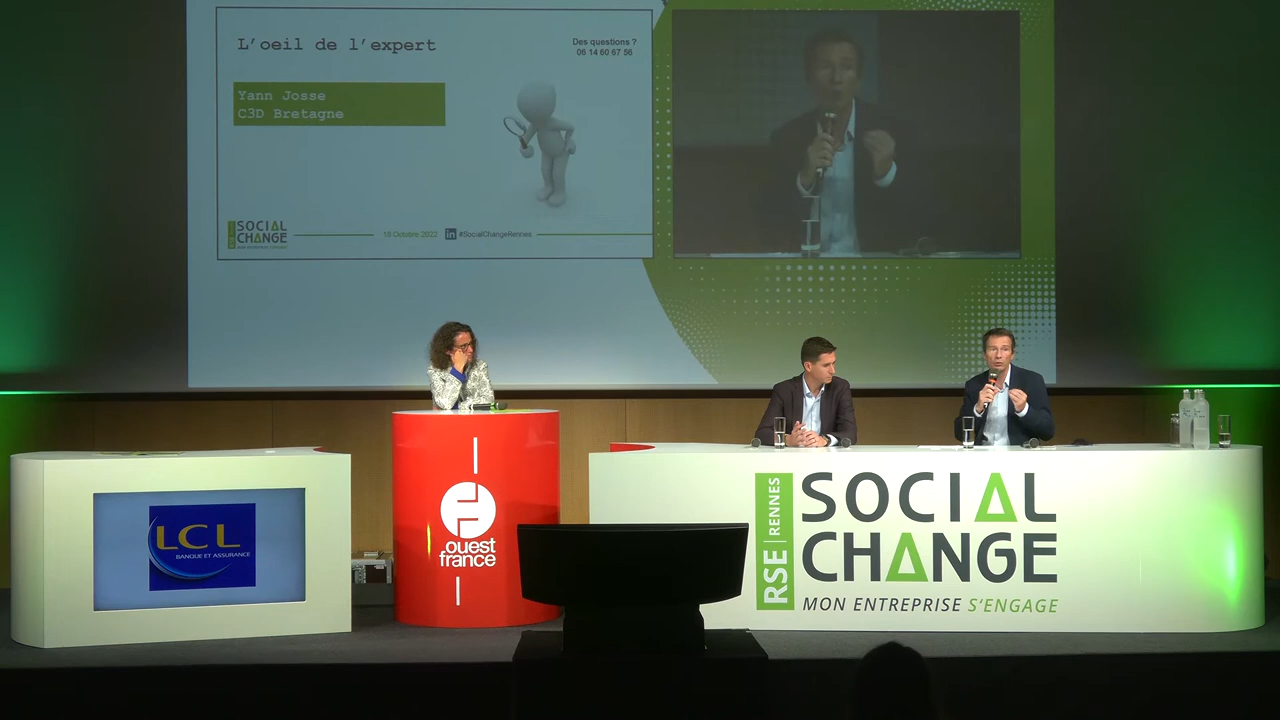 L'oeil de l'expert
Des questions ?
06 14 60 67 56
Yann Josse
C3D Bretagne
SOCIAL
CHANGE
18 Octobre 2022
in
#SocialChangeRennes
LCL
BANQUE ET ASSURANCE
ouest
france
RSE | RENNES
SOCIAL
CHANGE
MON ENTREPRISE S'ENGAGE